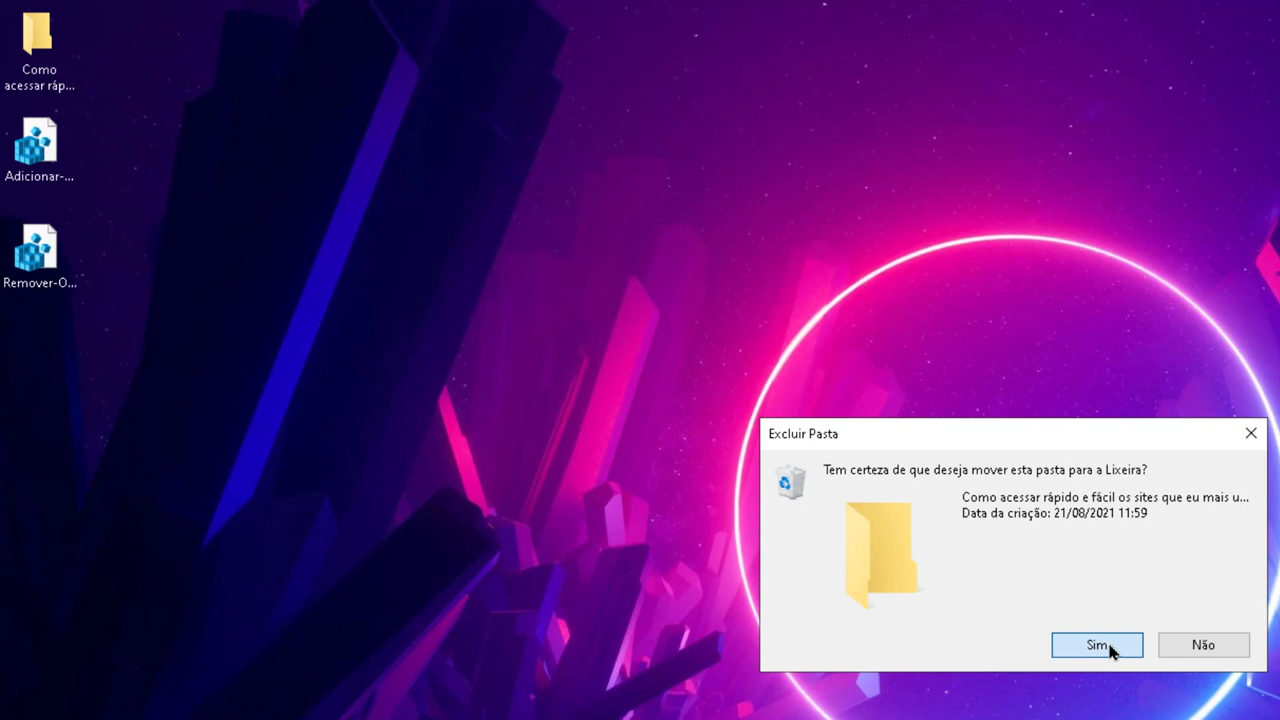 Como
acessar ráp...
Adicionar-...
Remover-O...
Excluir Pasta
Tem certeza de que deseja mover esta pasta para a Lixeira?
Como acessar rápido e fácil os sites que eu mais u...
Data da criação: 21/08/2021 11:59
Sim
Não